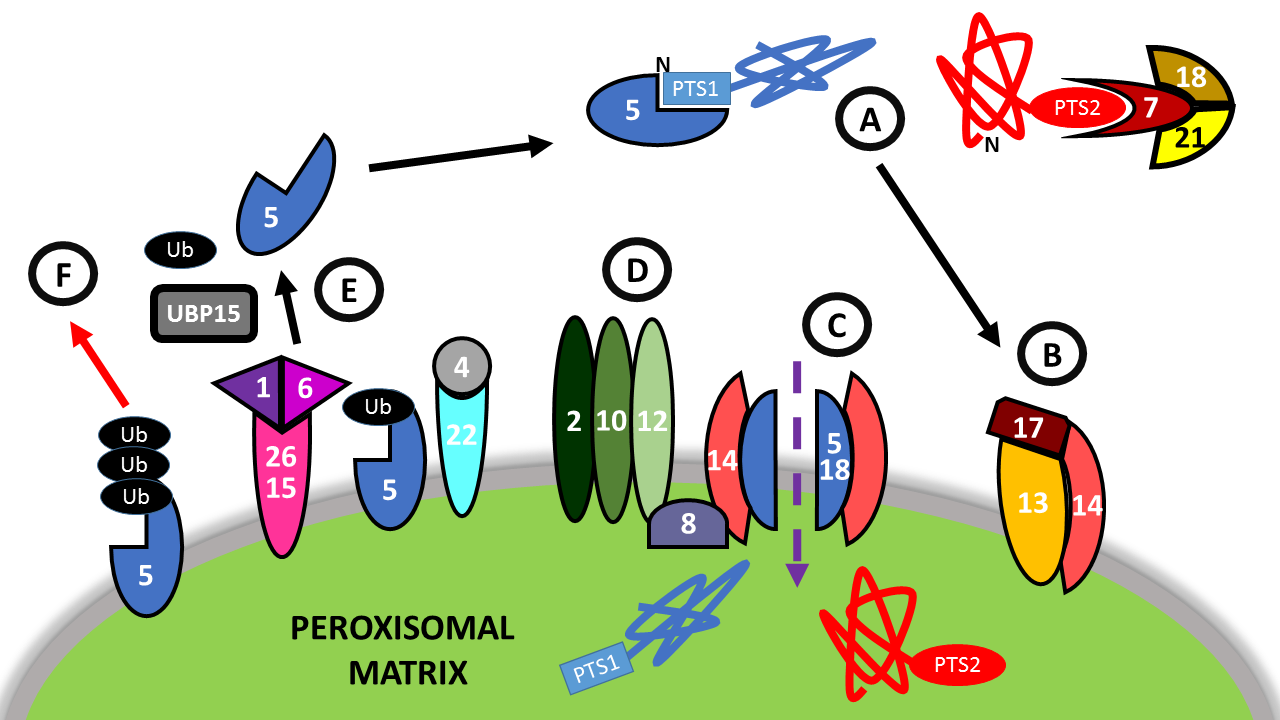 N
5
PTS1
A
PTS2
7
18
21
N
5
Ub
UBP15
F
E
D
C
B
4
22
1
6
26
15
Ub
5
Ub
Ub
Ub
5
2
10
12
14
5
18
8
17
13
14
PEROXISOMAL
MATRIX
PTS1
PTS2